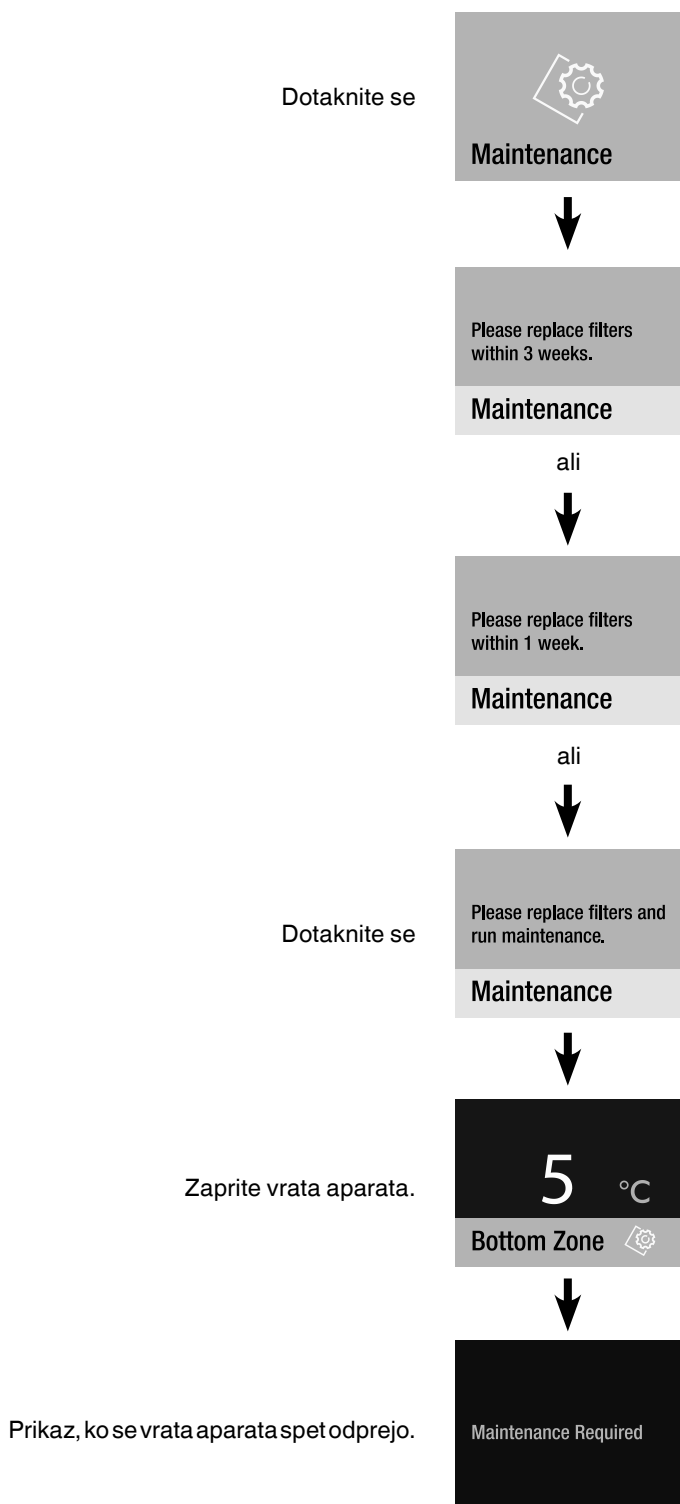 Dotaknite se
Maintenance
Please replace filters
within 3 weeks.
Maintenance
ali
Please replace filters
within 1 week.
Maintenance
ali
Dotaknite se
Please replace filters and
run maintenance.
Maintenance
Zaprite vrata aparata.
5 °C
Bottom Zone
Prikaz, ko se vrata aparata spet odprejo.
Maintenance Required